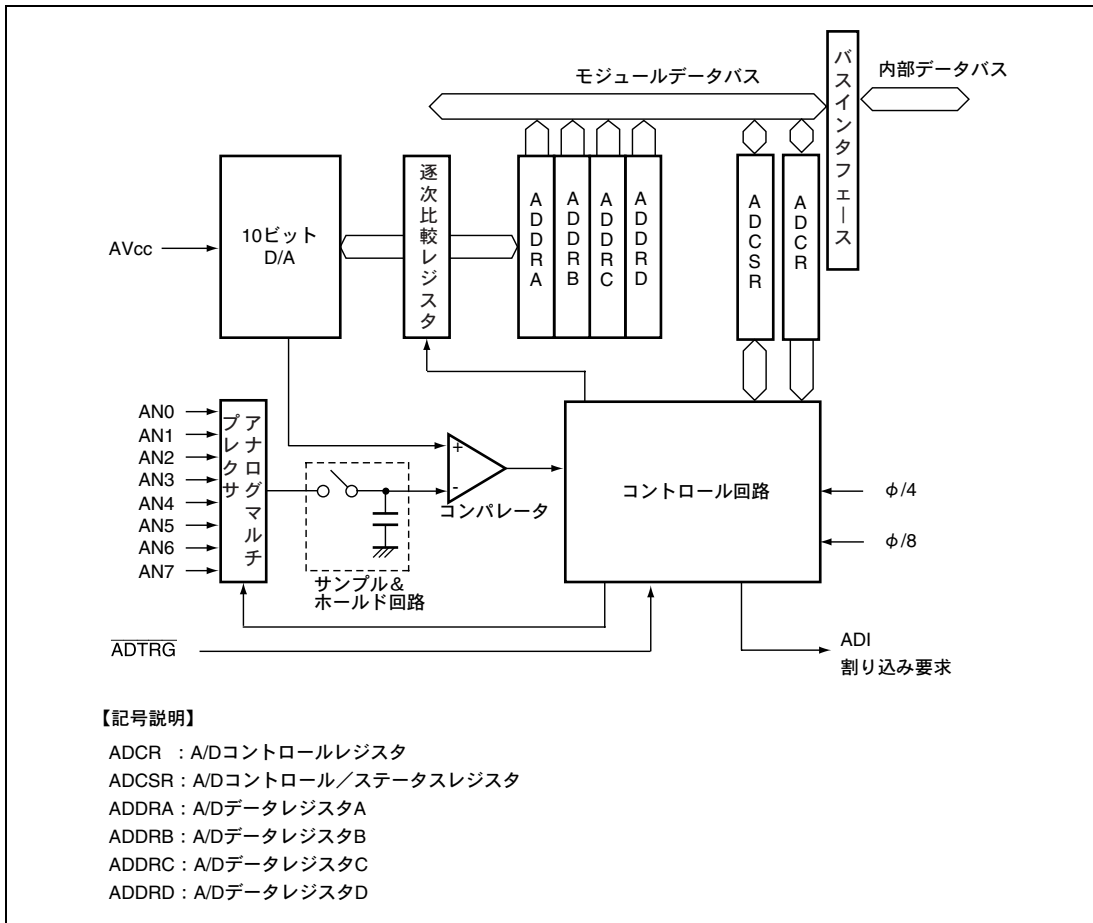 モジュールデータバス
内部データバス
バスインタフェース
AVcc
10ビット
D/A
逐次比較レジスタ
ADDRA
ADDRB
ADDRC
ADDRD
ADCSR
ADCR
AN0
AN1
AN2
AN3
AN4
AN5
AN6
AN7
アナログマルチ
プレクサ
+
-
コンパレータ
サンプル&
ホールド回路
コントロール回路
φ/4
φ/8
ADTRG
ADI
割り込み要求
【記号説明】
ADCR :A/Dコントロールレジスタ
ADCSR:A/Dコントロール/ステータスレジスタ
ADDRA:A/DデータレジスタA
ADDRB:A/DデータレジスタB
ADDRC:A/DデータレジスタC
ADDRD:A/DデータレジスタD